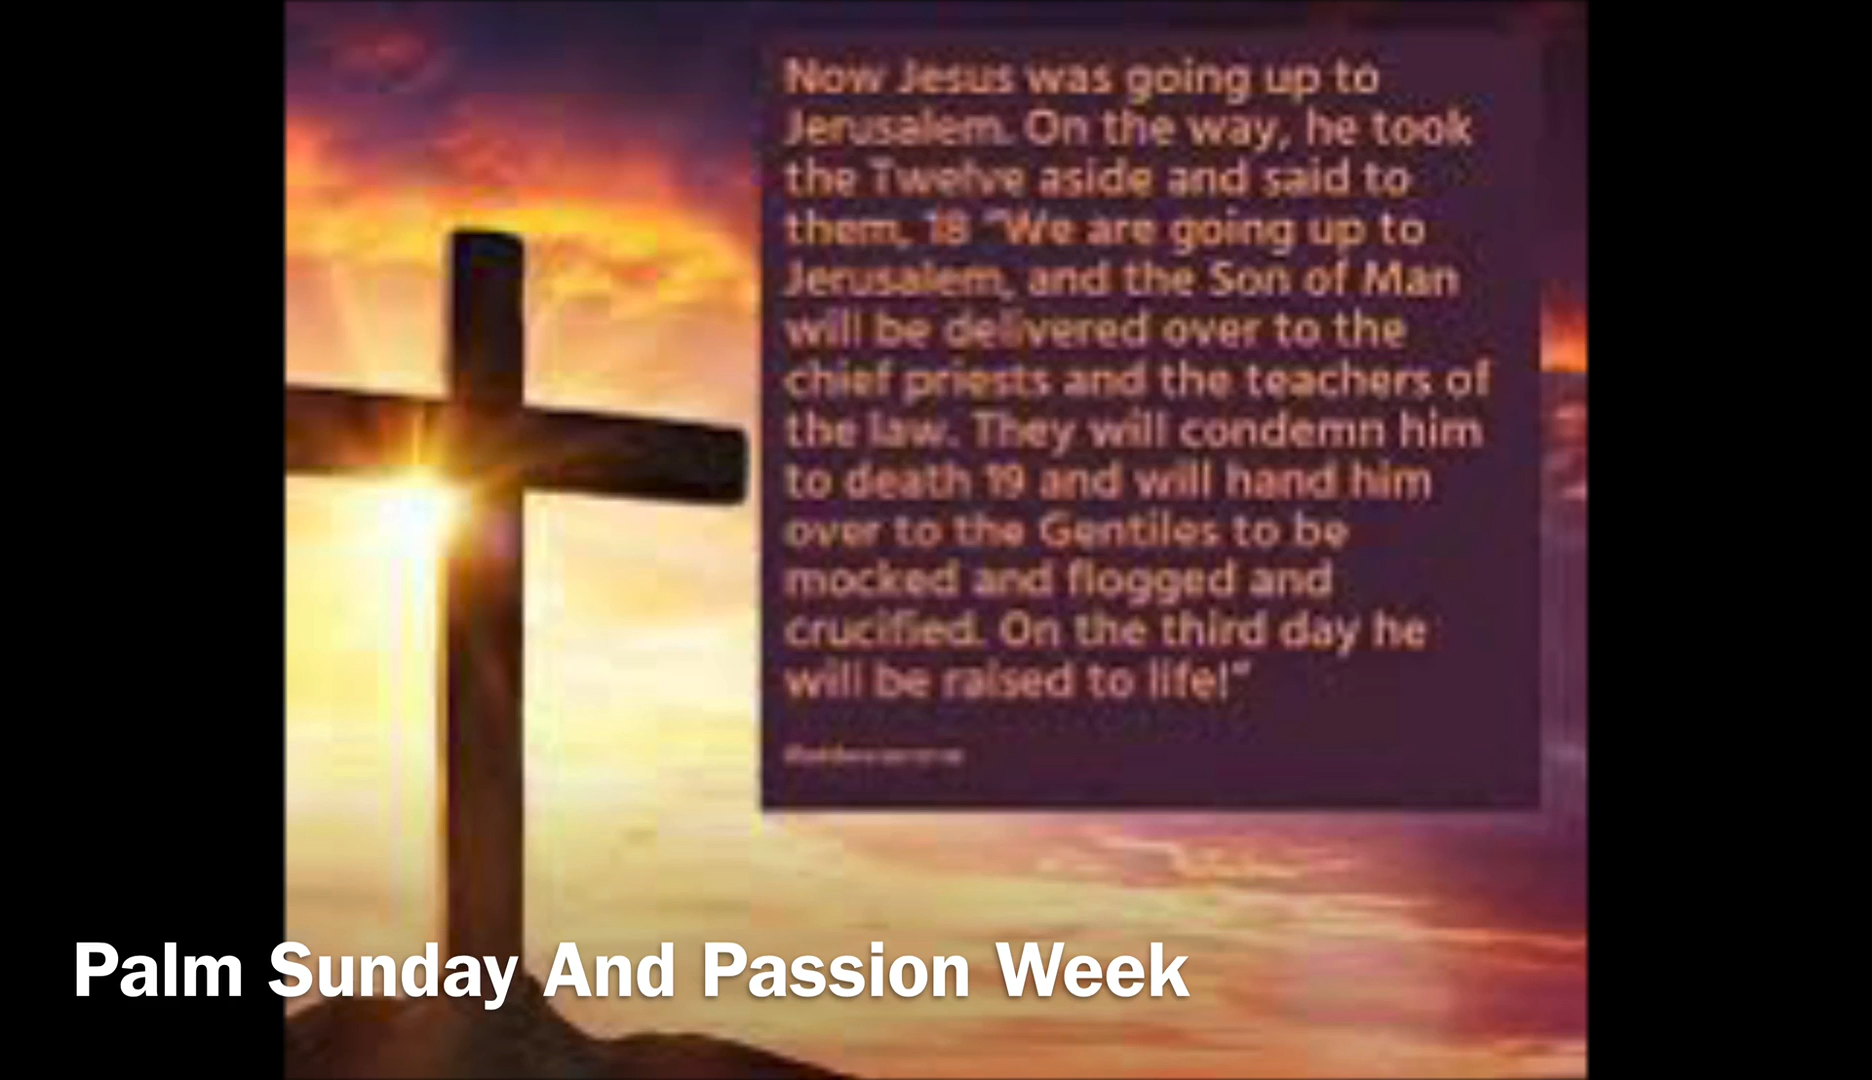 Now Jesus was going up to
Jerusalem. On the way, he took
the Twelve aside and said to
them, 18 "We are going up to
Jerusalem, and the Son of Man
will be delivered over to the
chief priests and the teachers of
the law. They will condemn him
to death 19 and will hand him
over to the Gentiles to be
mocked and flogged and
crucified. On the third day he
will be raised to life!"
Palm Sunday And Passion Week